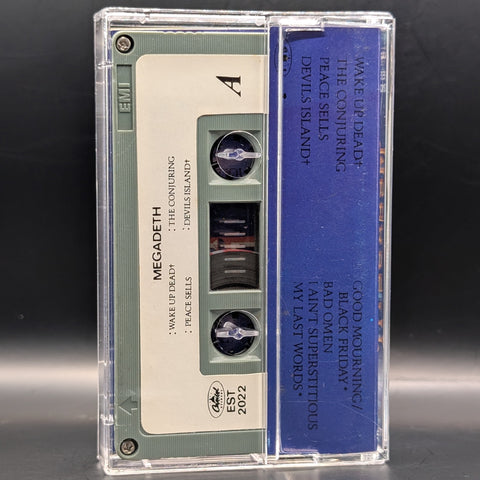 EMI
A
MEGADETH
: WAKE UP DEAD† : THE CONJURING
: PEACE SELLS : DEVILS ISLAND†
Capitol
EST
2022
WAKE UP DEAD†
THE CONJURING
PEACE SELLS
DEVILS ISLAND†
GOOD MOURNING/
BLACK FRIDAY*
BAD OMEN
I AIN'T SUPERSTITIOUS
MY LAST WORDS*